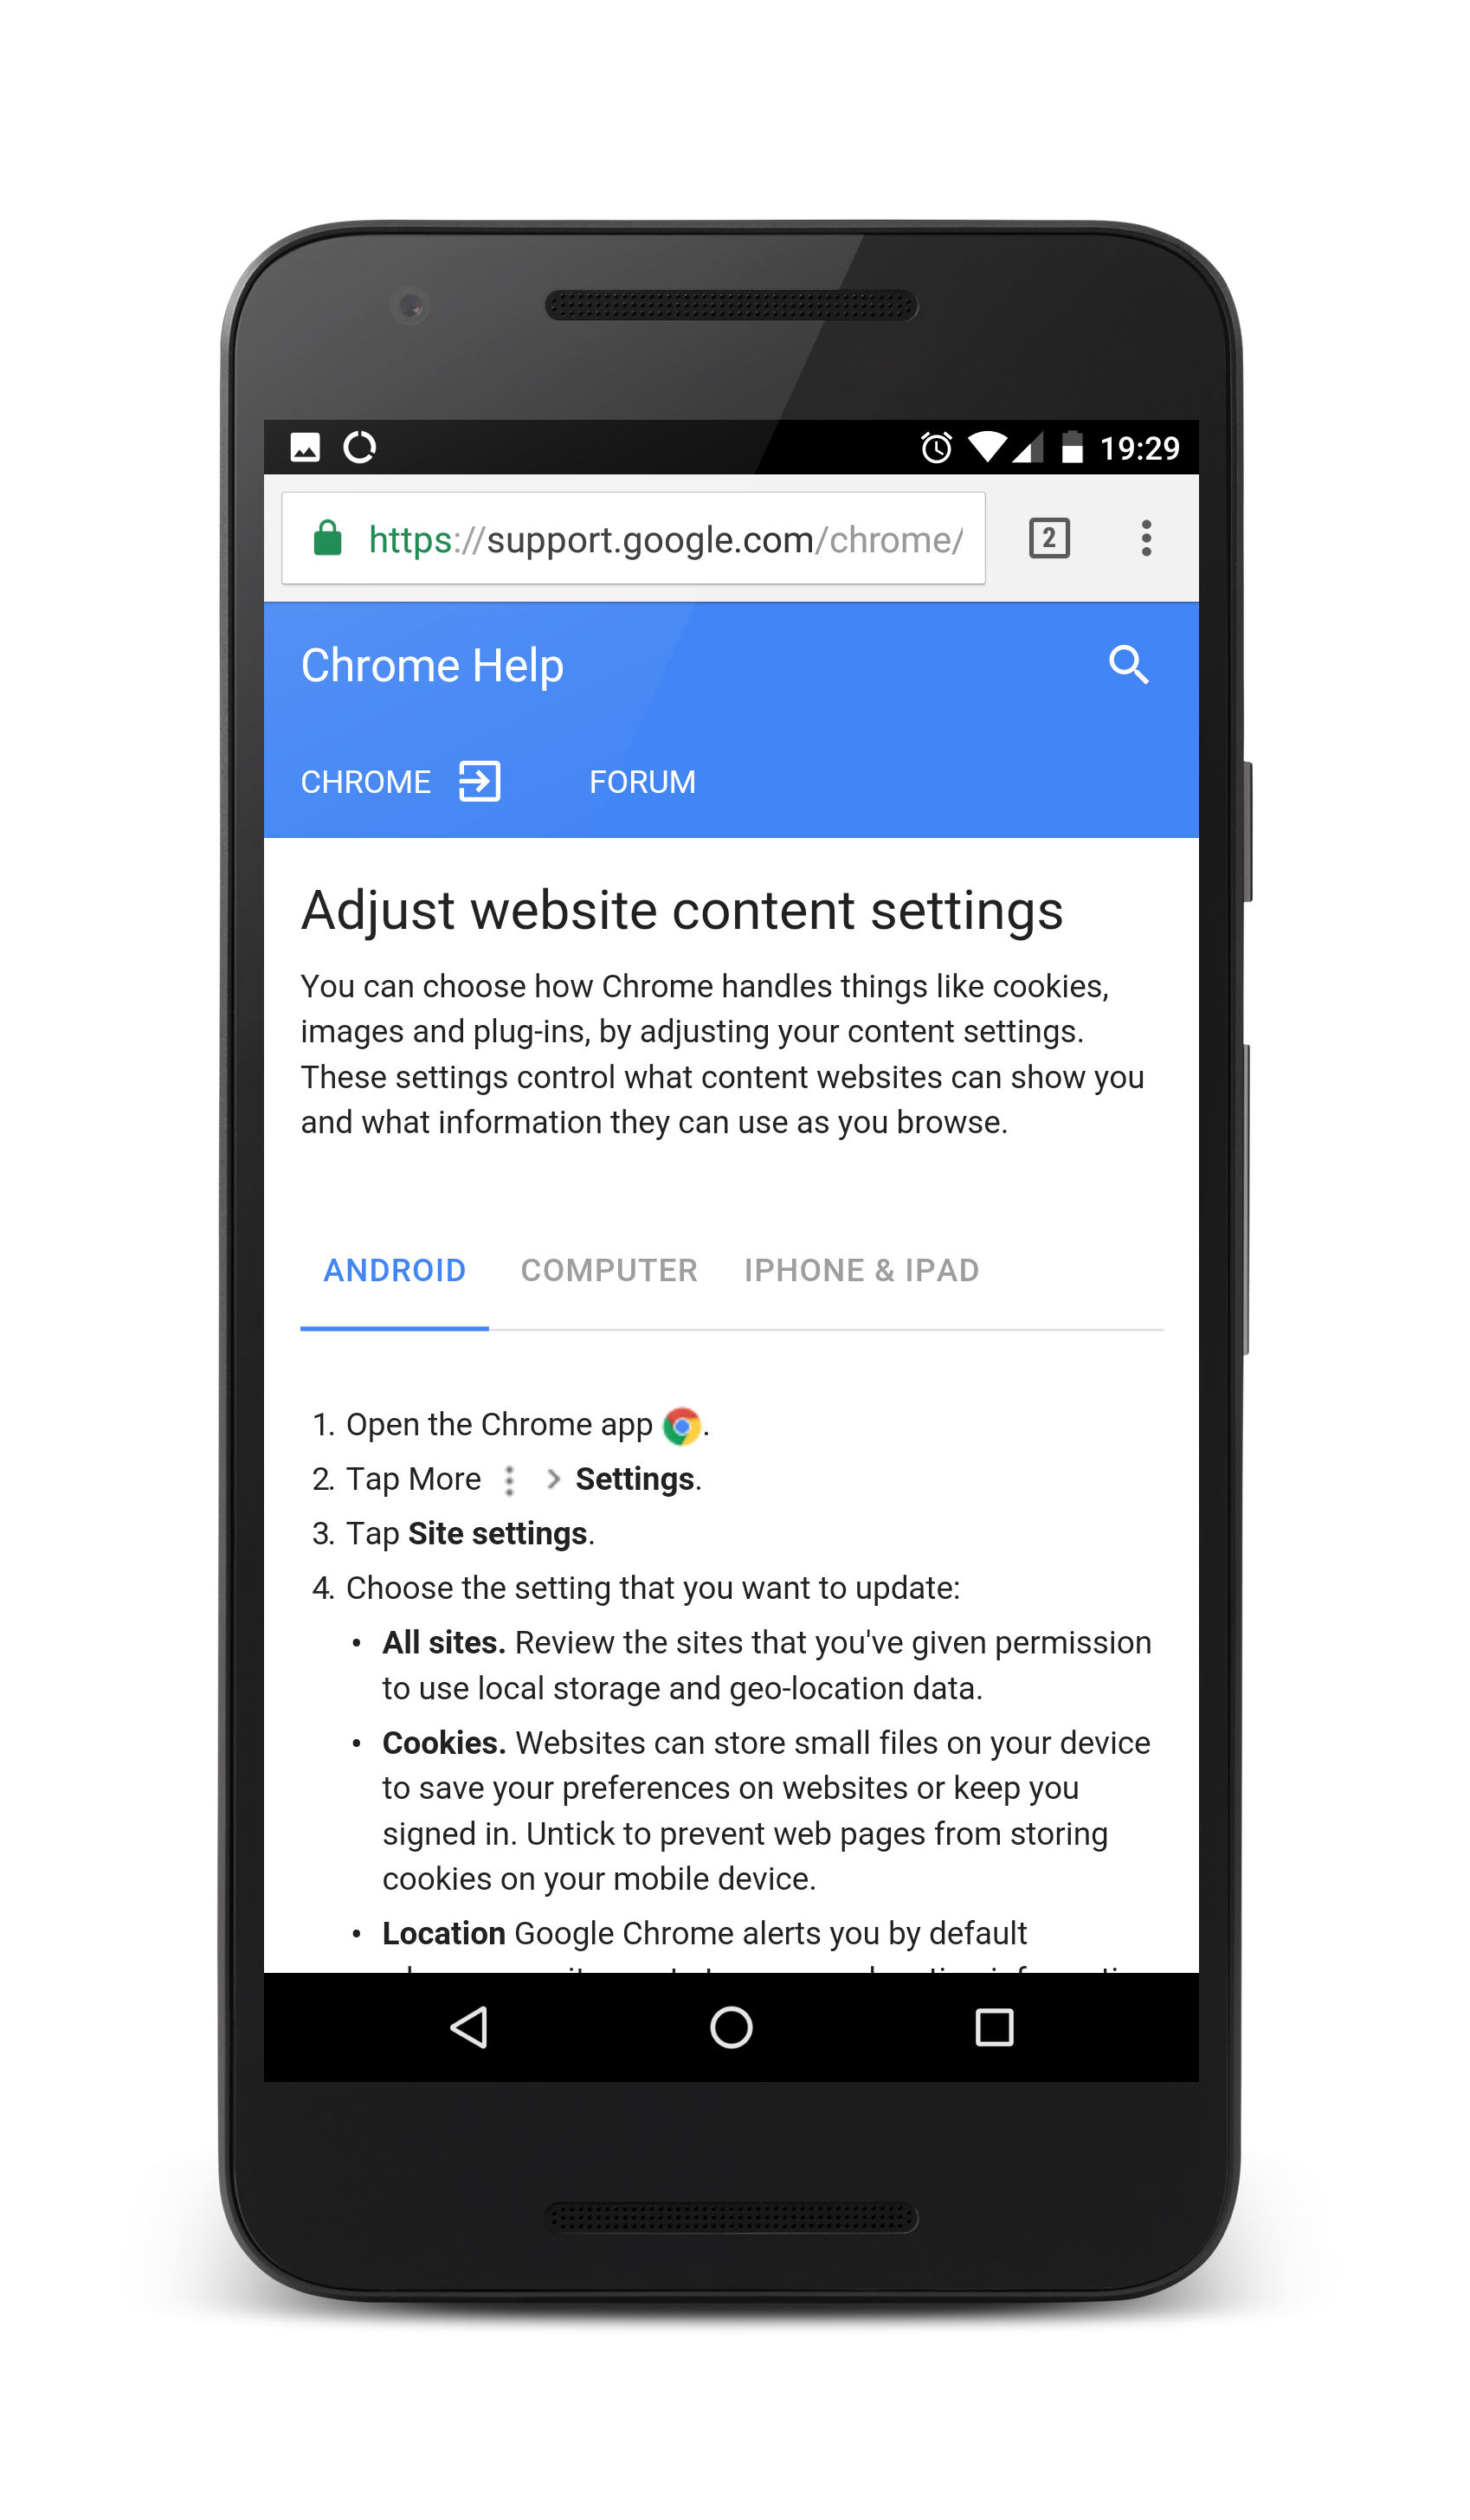 19:29
https://support.google.com/chrome/
2
Chrome Help
CHROME
FORUM
Adjust website content settings
You can choose how Chrome handles things like cookies,
images and plug-ins, by adjusting your content settings.
These settings control what content websites can show you
and what information they can use as you browse.
ANDROID
COMPUTER
IPHONE & IPAD
1. Open the Chrome app .
2. Tap More > Settings.
3. Tap Site settings.
4. Choose the setting that you want to update:
• All sites. Review the sites that you've given permission
to use local storage and geo-location data.
• Cookies. Websites can store small files on your device
to save your preferences on websites or keep you
signed in. Untick to prevent web pages from storing
cookies on your mobile device.
• Location Google Chrome alerts you by default